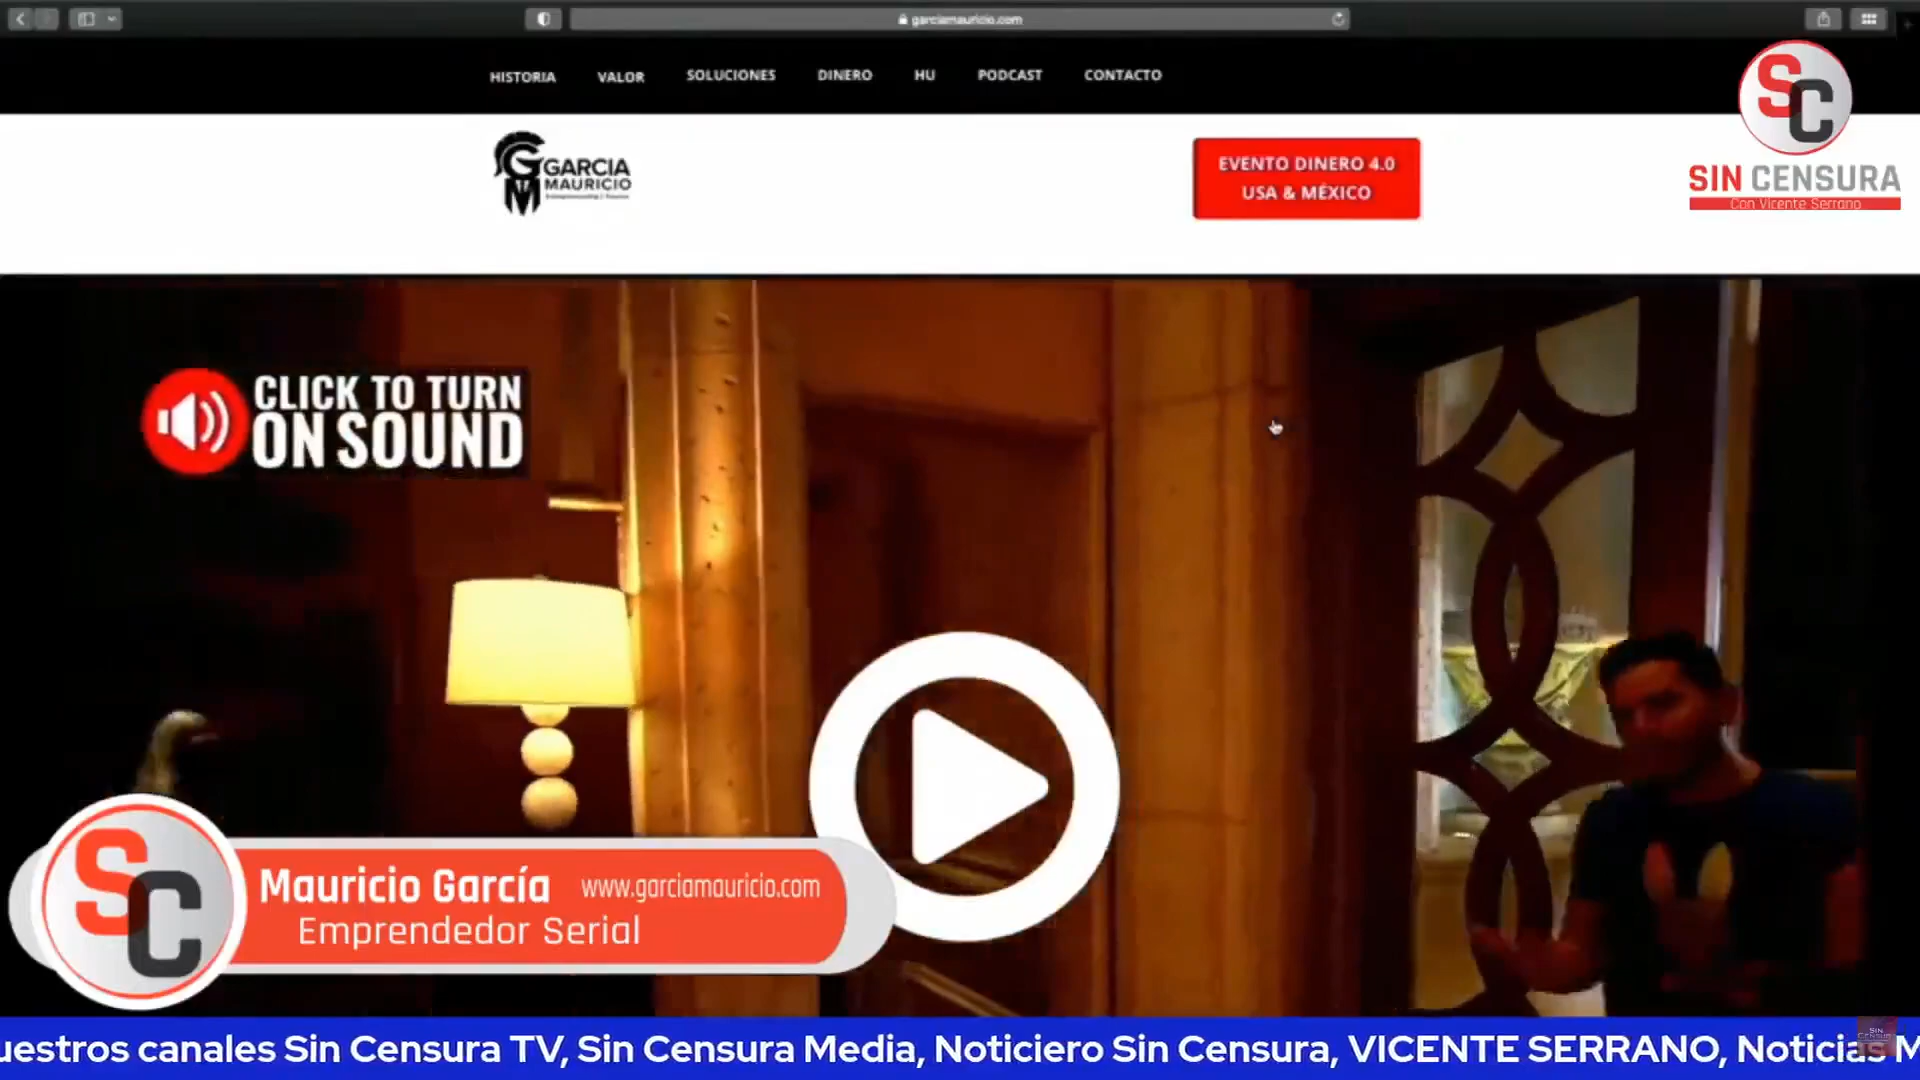 garciamauricio.com
HISTORIA VALOR SOLUCIONES DINERO HU PODCAST CONTACTO
GARCIA
MAURICIO
EVENTO DINERO 4.0
USA & MÉXICO
SC
SIN CENSURA
Con Vicente Serrano
CLICK TO TURN
ON SOUND
SC
Mauricio García www.garciamauricio.com
Emprendedor Serial
uestros canales Sin Censura TV, Sin Censura Media, Noticiero Sin Censura, VICENTE SERRANO, Noticias M